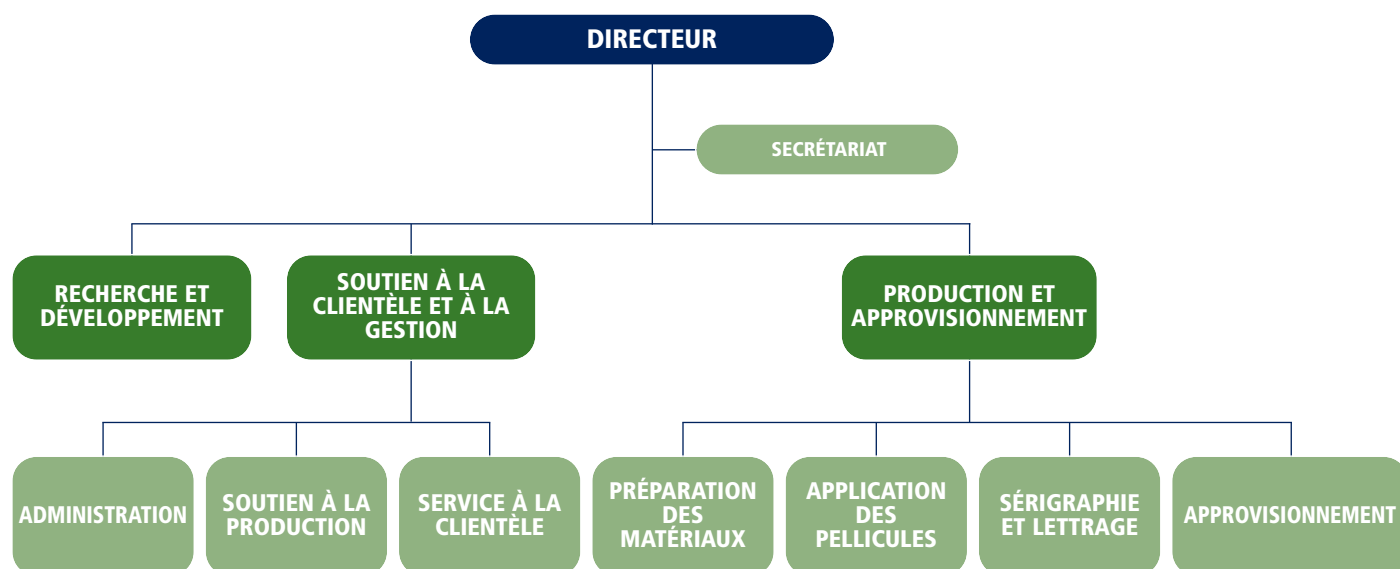 DIRECTEUR
SECRÉTARIAT
RECHERCHE ET
DÉVELOPPEMENT
SOUTIEN À LA
CLIENTÈLE ET À LA
GESTION
PRODUCTION ET
APPROVISIONNEMENT
ADMINISTRATION
SOUTIEN À LA
PRODUCTION
SERVICE À LA
CLIENTÈLE
PRÉPARATION
DES
MATÉRIAUX
APPLICATION
DES
PELLICULES
SÉRIGRAPHIE
ET LETTRAGE
APPROVISIONNEMENT